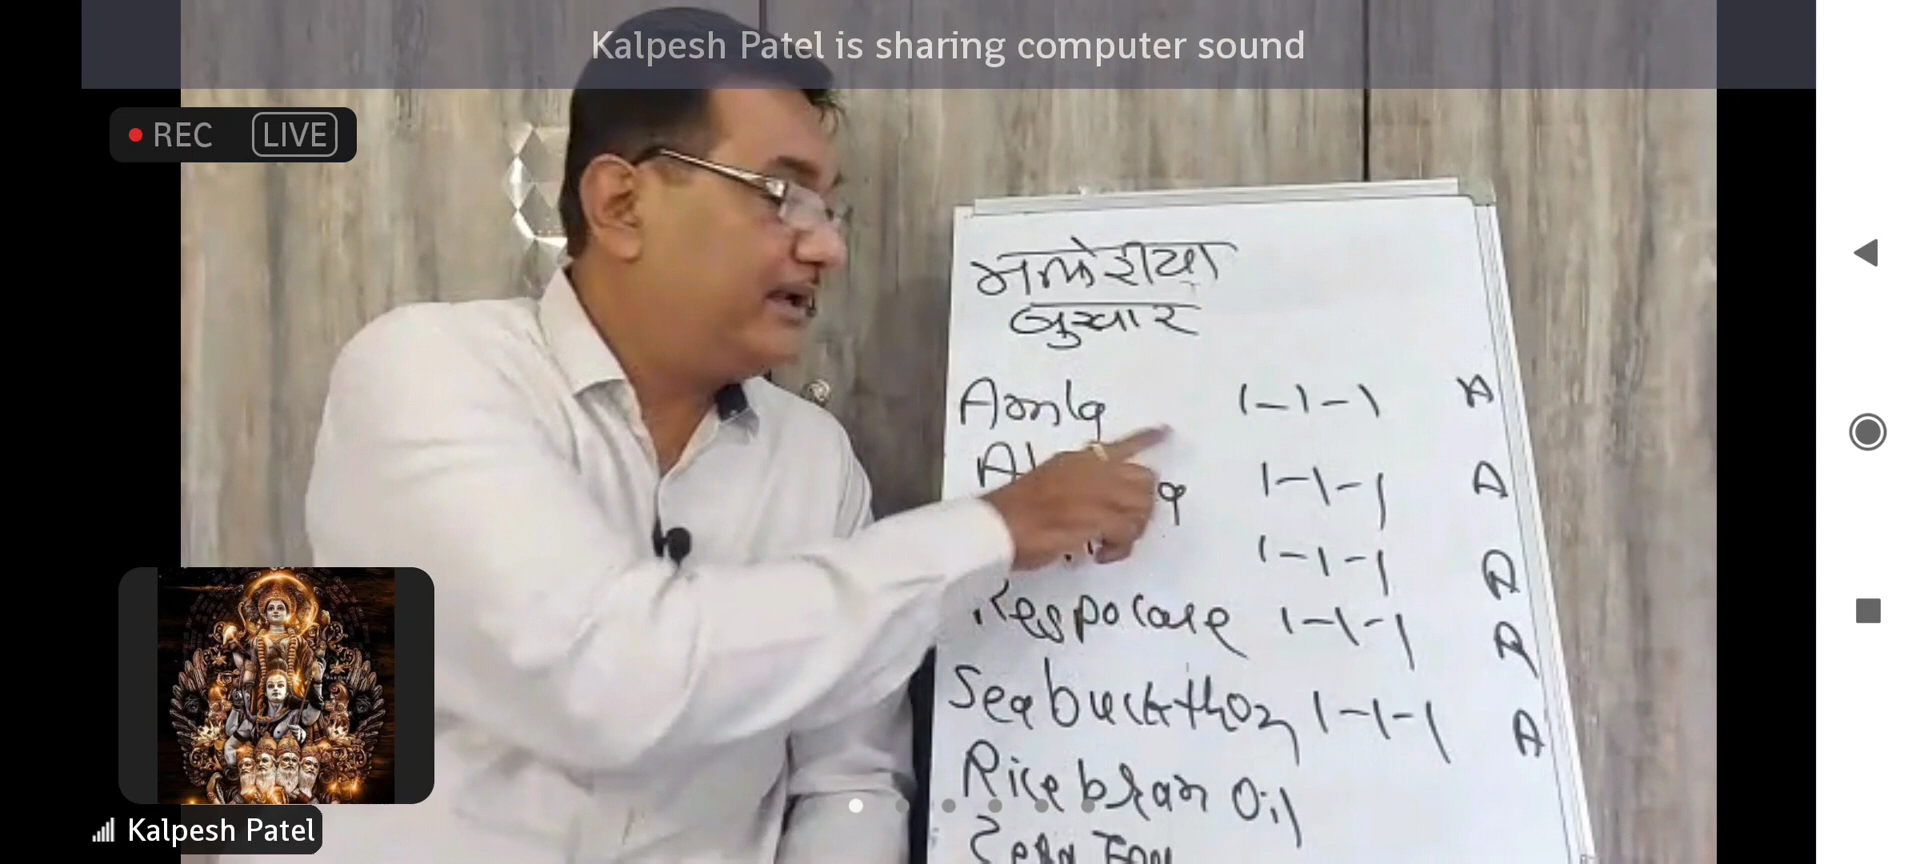 Kalpesh Patel is sharing computer sound
REC LIVE
मलेरीया
बुखार
Amla 1-1-1 A
1-1-1 A
1-1-1 A
Respocare 1-1-1 A
Seabuckthon 1-1-1 A
Rice bran Oil
Kalpesh Patel